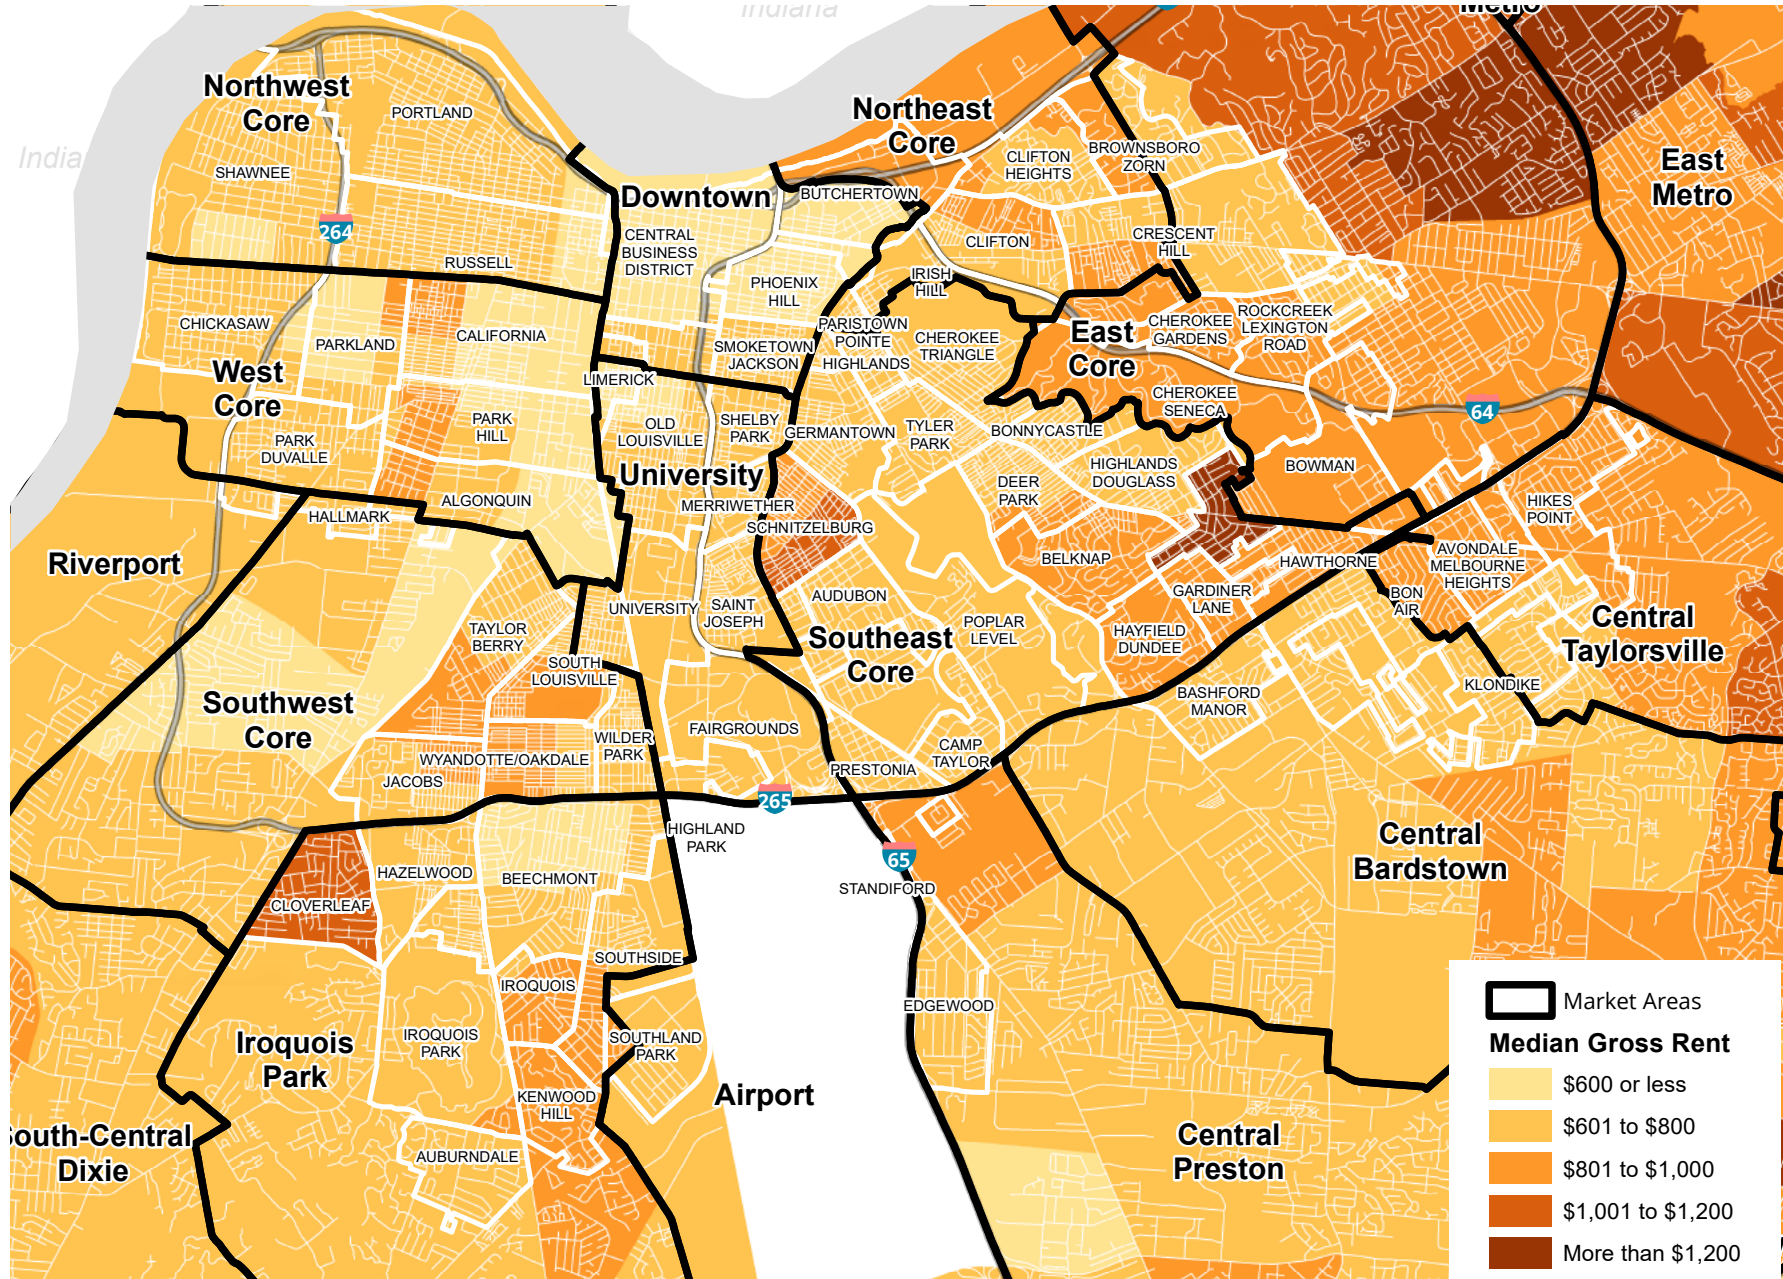 Indiana
Metro
Northwest
Core
PORTLAND
Northeast
Core
India
SHAWNEE
CLIFTON
HEIGHTS
BROWNSBORO
ZORN
East
Metro
Downtown
BUTCHERTOWN
264
RUSSELL
CENTRAL
BUSINESS
DISTRICT
CLIFTON
CRESCENT
HILL
PHOENIX
HILL
IRISH
HILL
CHICKASAW
PARKLAND
CALIFORNIA
SMOKETOWN
JACKSON
PARISTOWN
POINTE
HIGHLANDS
CHEROKEE
TRIANGLE
East
Core
CHEROKEE
GARDENS
ROCKCREEK
LEXINGTON
ROAD
West
Core
LIMERICK
CHEROKEE
SENECA
64
PARK
DUVALLE
PARK
HILL
OLD
LOUISVILLE
SHELBY
PARK
GERMANTOWN
TYLER
PARK
BONNYCASTLE
University
HIGHLANDS
DOUGLASS
BOWMAN
DEER
PARK
HALLMARK
ALGONQUIN
MERRIWETHER
SCHNITZELBURG
HIKES
POINT
Riverport
BELKNAP
HAWTHORNE
AVONDALE
MELBOURNE
HEIGHTS
UNIVERSITY
SAINT
JOSEPH
AUDUBON
GARDINER
LANE
BON
AIR
TAYLOR
BERRY
Southeast
Core
POPLAR
LEVEL
HAYFIELD
DUNDEE
Central
Taylorsville
SOUTH
LOUISVILLE
Southwest
Core
BASHFORD
MANOR
KLONDIKE
FAIRGROUNDS
WILDER
PARK
WYANDOTTE/OAKDALE
JACOBS
CAMP
TAYLOR
PRESTONIA
265
HIGHLAND
PARK
65
Central
Bardstown
HAZELWOOD
BEECHMONT
STANDIFORD
CLOVERLEAF
SOUTHSIDE
IROQUOIS
EDGEWOOD
Iroquois
Park
IROQUOIS
PARK
SOUTHLAND
PARK
Airport
KENWOOD
HILL
South-Central
Dixie
AUBURNDALE
Central
Preston
Market Areas
Median Gross Rent
$600 or less
$601 to $800
$801 to $1,000
$1,001 to $1,200
More than $1,200